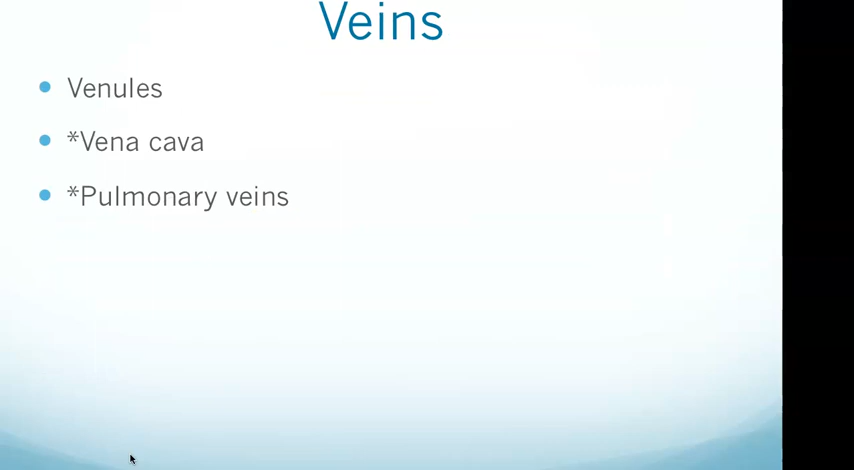 Veins
• Venules
• *Vena cava
• *Pulmonary veins